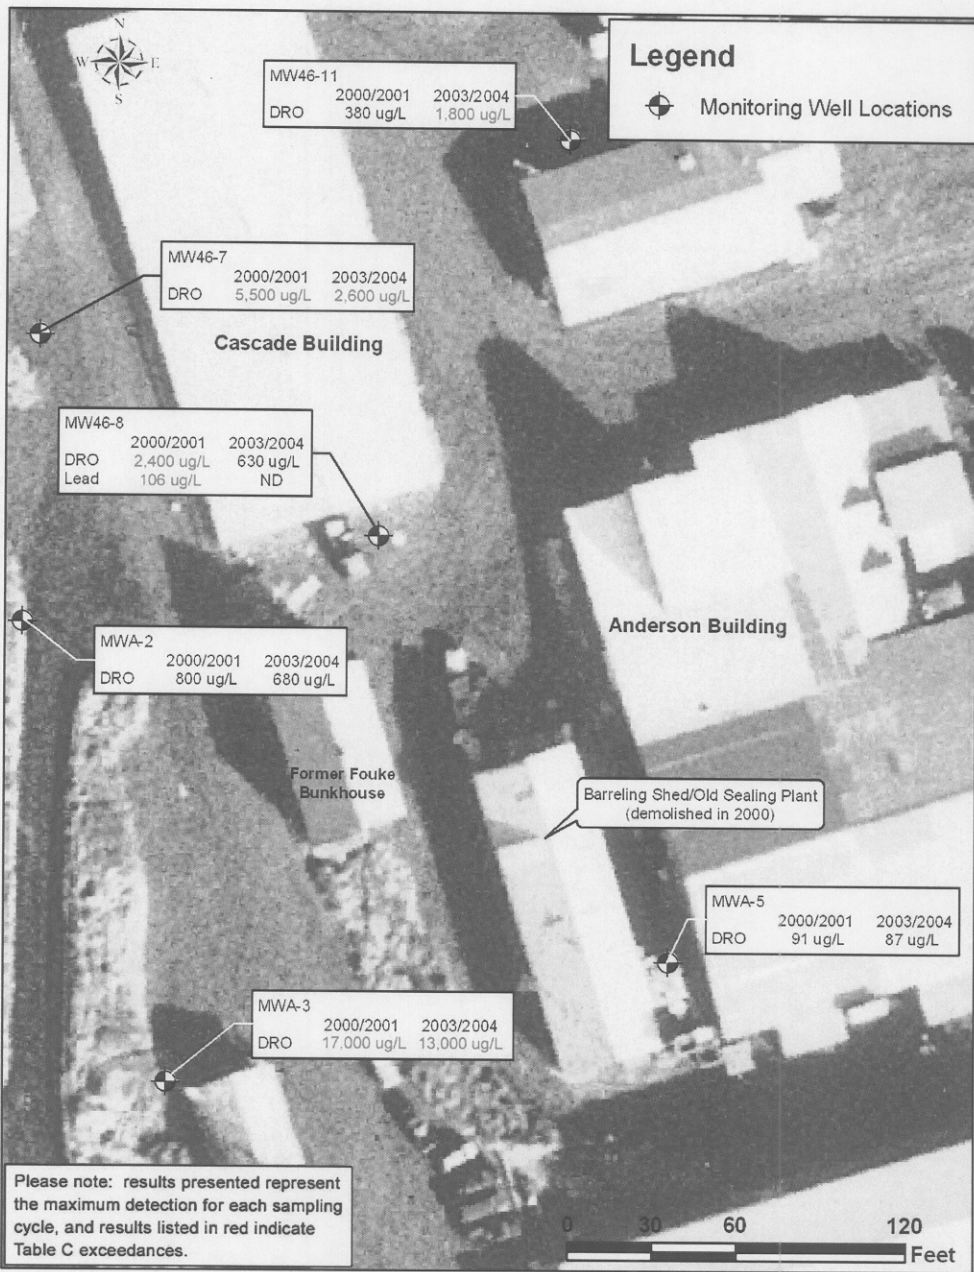 N
W E
S
Legend
Monitoring Well Locations
MW46-11
2000/2001 2003/2004
DRO 380 ug/L 1,800 ug/L
MW46-7
2000/2001 2003/2004
DRO 5,500 ug/L 2,600 ug/L
Cascade Building
MW46-8
2000/2001 2003/2004
DRO 2,400 ug/L 630 ug/L
Lead 106 ug/L ND
MWA-2
2000/2001 2003/2004
DRO 800 ug/L 680 ug/L
Anderson Building
Former Fouke
Bunkhouse
Barreling Shed/Old Sealing Plant
(demolished in 2000)
MWA-5
2000/2001 2003/2004
DRO 91 ug/L 87 ug/L
MWA-3
2000/2001 2003/2004
DRO 17,000 ug/L 13,000 ug/L
Please note: results presented represent
the maximum detection for each sampling
cycle, and results listed in red indicate
Table C exceedances.
0 30 60 120
Feet